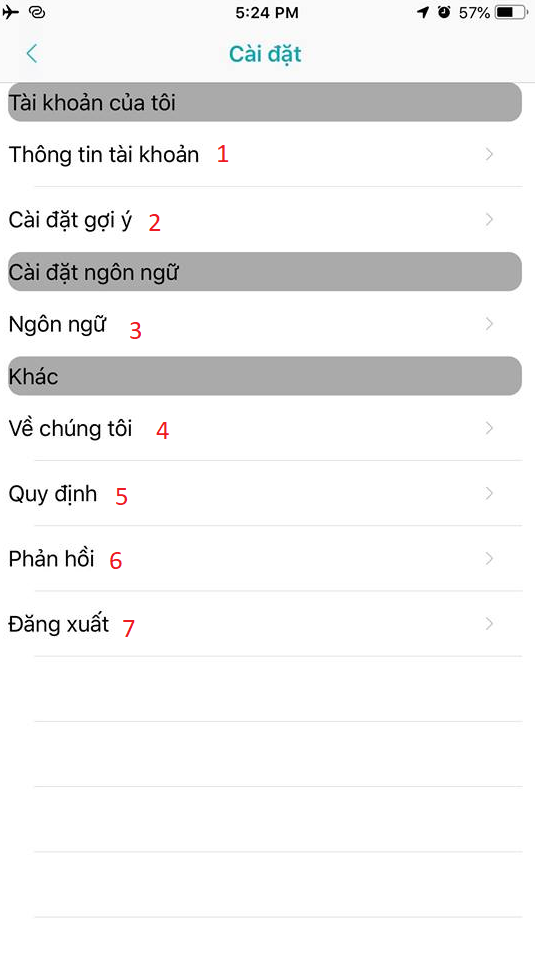 5:24 PM 57%
Cài đặt
Tài khoản của tôi
Thông tin tài khoản 1
Cài đặt gợi ý 2
Cài đặt ngôn ngữ
Ngôn ngữ 3
Khác
Về chúng tôi 4
Quy định 5
Phản hồi 6
Đăng xuất 7